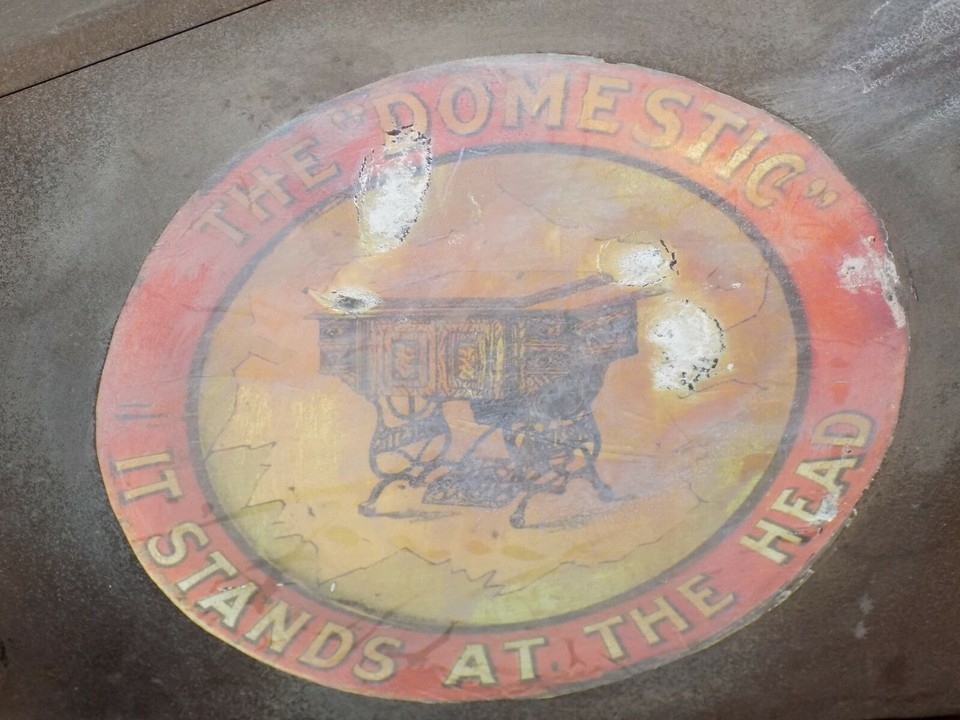 THE "DOMESTIC"
IT STANDS AT THE HEAD